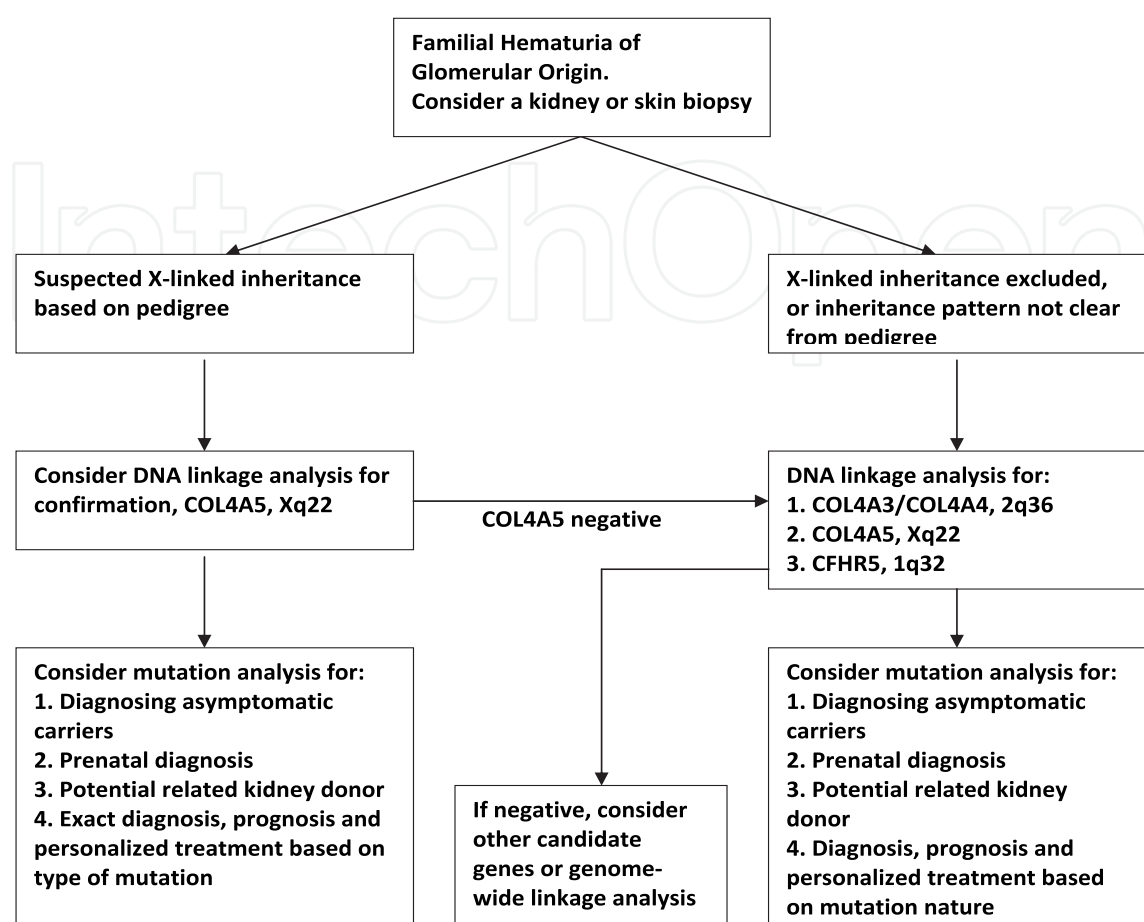 Familial Hematuria of
Glomerular Origin.
Consider a kidney or skin biopsy
IntechOpen
Suspected X-linked inheritance
based on pedigree
X-linked inheritance excluded,
or inheritance pattern not clear
from pedigree
Consider DNA linkage analysis for
confirmation, COL4A5, Xq22
COL4A5 negative
DNA linkage analysis for:
1. COL4A3/COL4A4, 2q36
2. COL4A5, Xq22
3. CFHR5, 1q32
Consider mutation analysis for:
1. Diagnosing asymptomatic
carriers
2. Prenatal diagnosis
3. Potential related kidney donor
4. Exact diagnosis, prognosis and
personalized treatment based on
type of mutation
If negative, consider
other candidate
genes or genome-
wide linkage analysis
Consider mutation analysis for:
1. Diagnosing asymptomatic
carriers
2. Prenatal diagnosis
3. Potential related kidney
donor
4. Diagnosis, prognosis and
personalized treatment based
on mutation nature